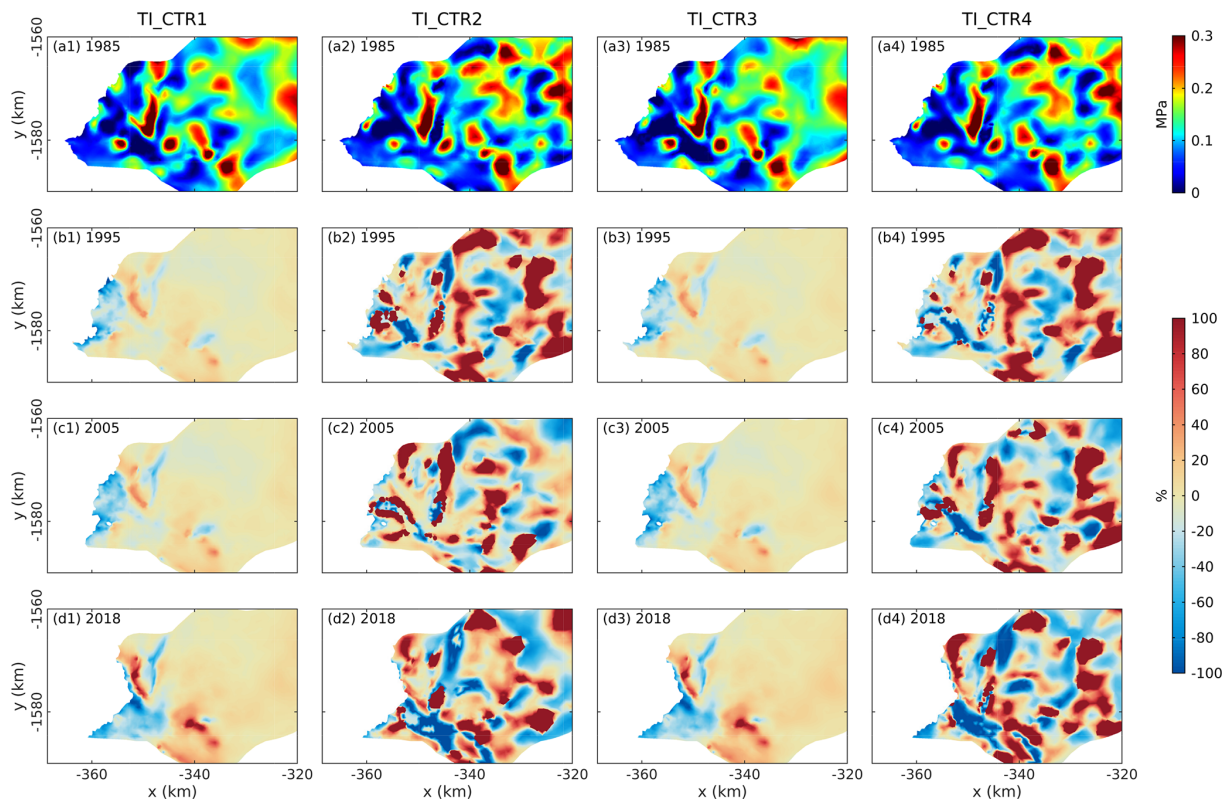 TI_CTR1 TI_CTR2 TI_CTR3 TI_CTR4
-1560 (a1) 1985 (a2) 1985 (a3) 1985 (a4) 1985 0.3
y (km) -1580 0.2 MPa
0.1
0
-1560 (b1) 1995 (b2) 1995 (b3) 1995 (b4) 1995
y (km) -1580 100
80
60
-1560 (c1) 2005 (c2) 2005 (c3) 2005 (c4) 2005 40
20
y (km) -1580 % 0
-20
-40
-1560 (d1) 2018 (d2) 2018 (d3) 2018 (d4) 2018 -60
-80
y (km) -1580 -100
-360 -340 -320 -360 -340 -320 -360 -340 -320 -360 -340 -320
x (km) x (km) x (km) x (km)